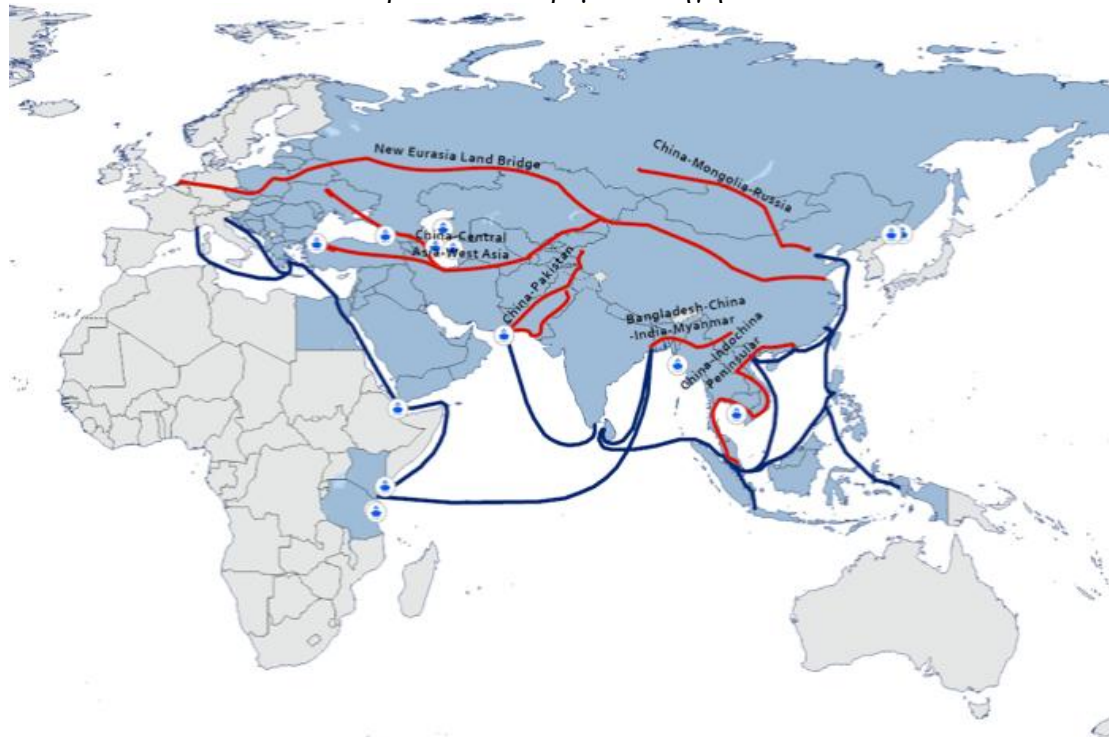 New Eurasia Land Bridge
China-Mongolia-Russia
China-Central
Asia-West Asia
China-Pakistan
Bangladesh-China
-India-Myanmar
China-Indochina
Peninsular